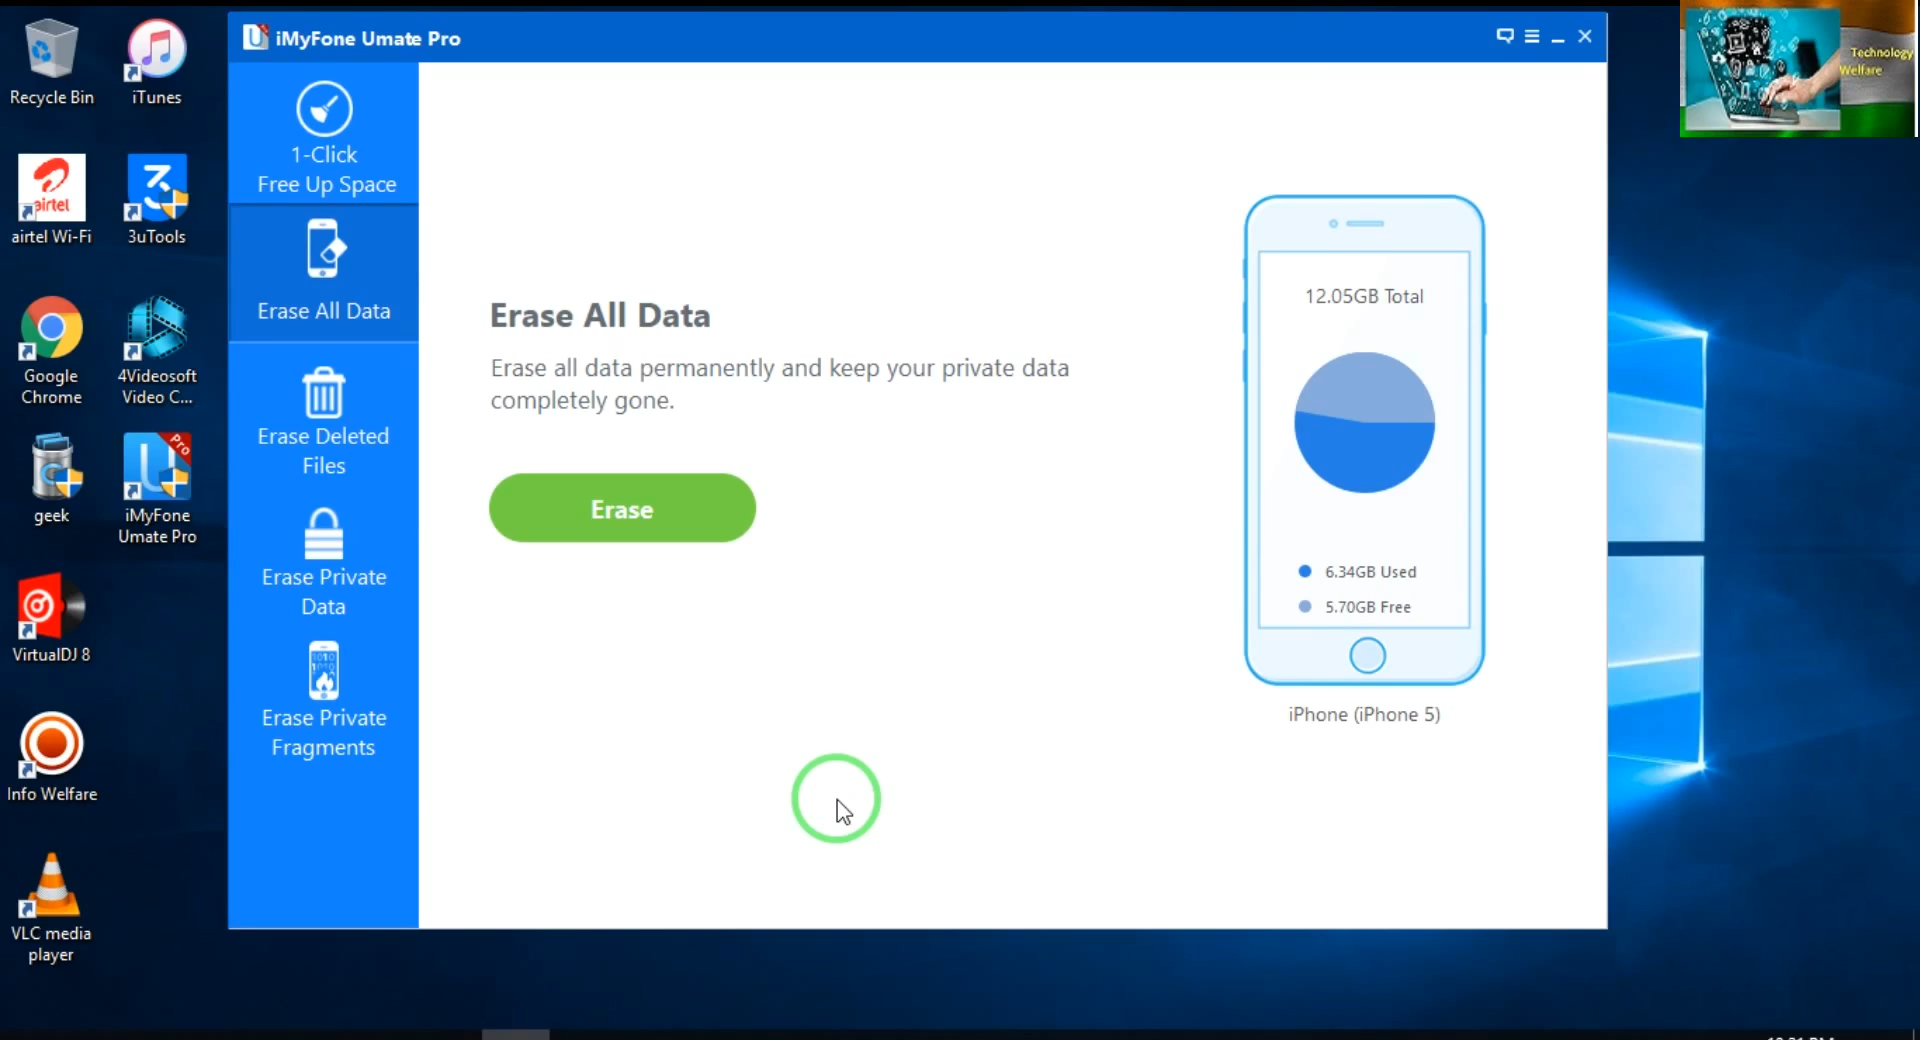 iMyFone Umate Pro
Technology
Welfare
Recycle Bin
iTunes
airtel
airtel Wi-Fi
3uTools
Google
Chrome
4Videosoft
Video C...
geek
Pro
iMyFone
Umate Pro
VirtualDJ 8
Info Welfare
VLC media
player
1-Click
Free Up Space
Erase All Data
Erase Deleted
Files
Erase Private
Data
Erase Private
Fragments
Erase All Data
Erase all data permanently and keep your private data
completely gone.
Erase
12.05GB Total
6.34GB Used
5.70GB Free
iPhone (iPhone 5)